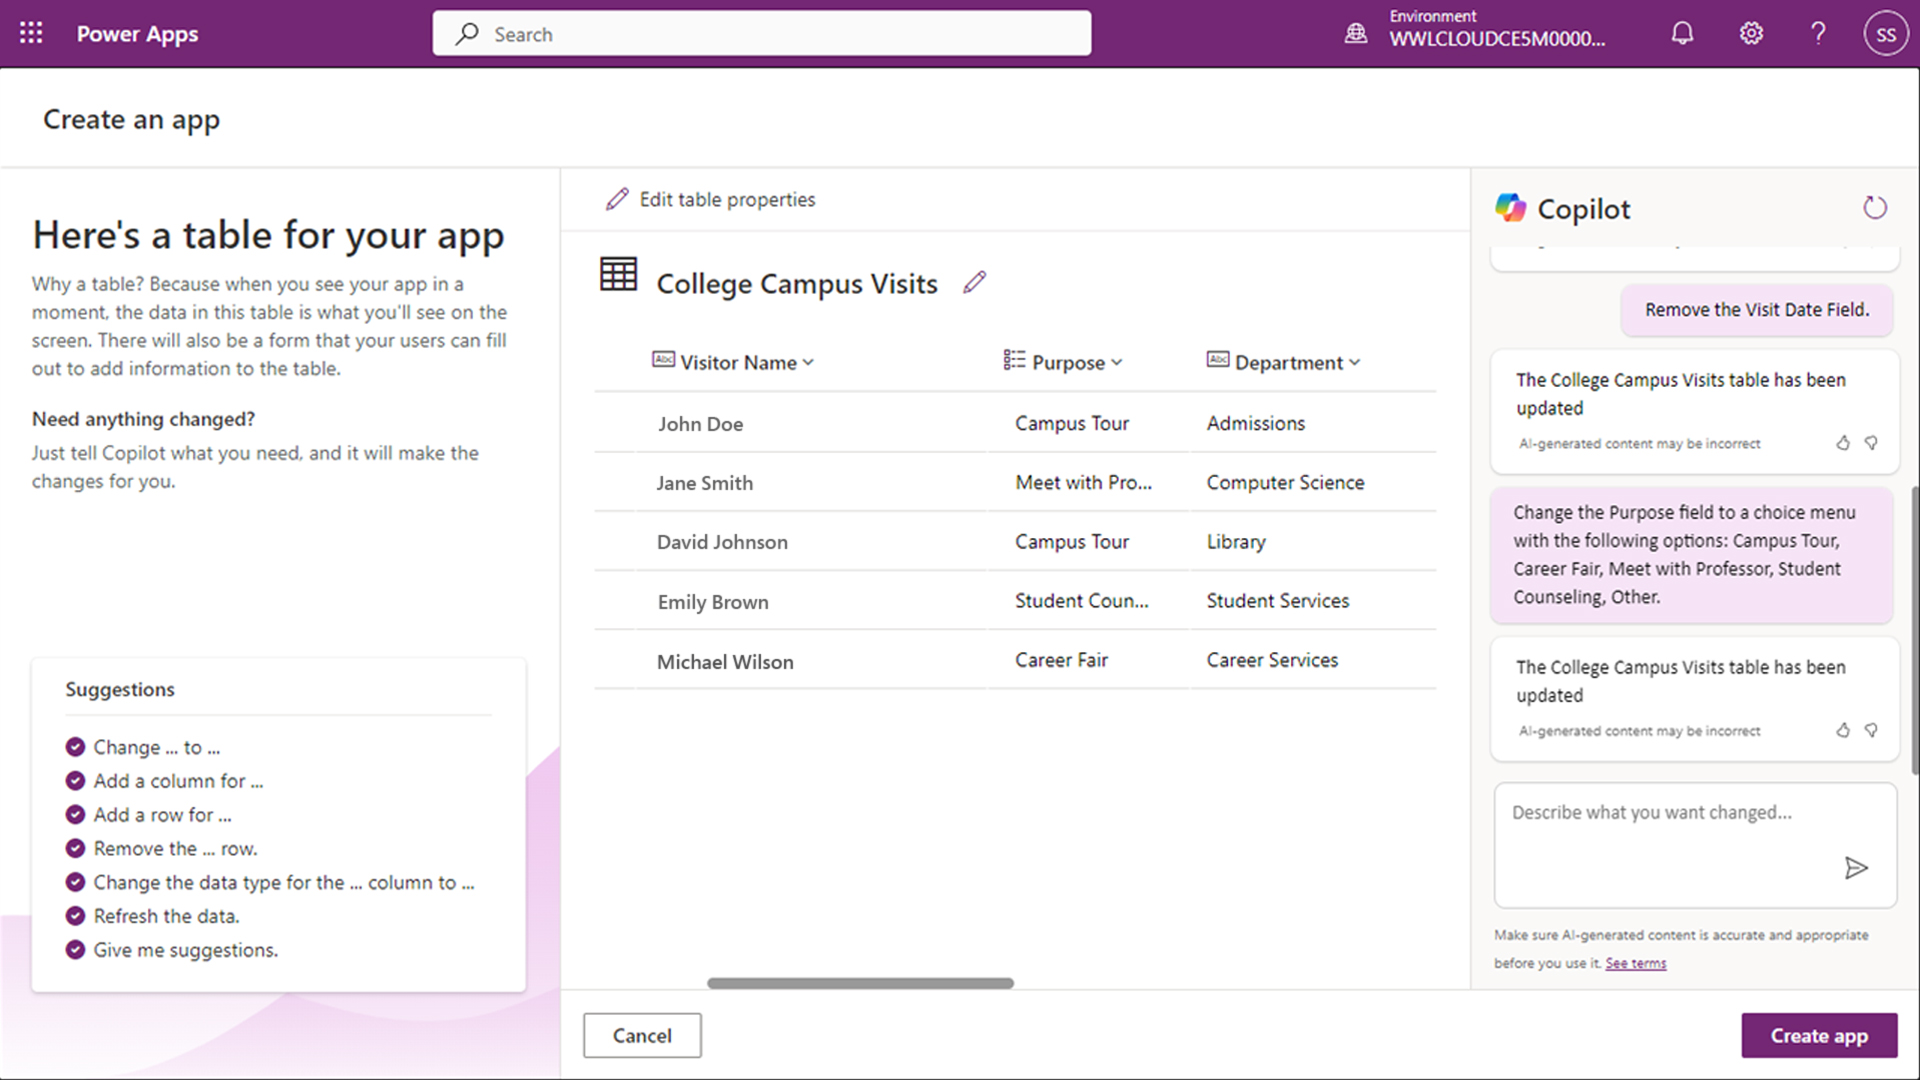 Power Apps
Search
Environment
WWLCLOUDCE5M0000...
SS
Create an app
Here's a table for your app
Why a table? Because when you see your app in a
moment, the data in this table is what you'll see on the
screen. There will also be a form that your users can fill
out to add information to the table.
Need anything changed?
Just tell Copilot what you need, and it will make the
changes for you.
Suggestions
Change ... to ...
Add a column for ...
Add a row for ...
Remove the ... row.
Change the data type for the ... column to ...
Refresh the data.
Give me suggestions.
Edit table properties
College Campus Visits
Abc Visitor Name Purpose Abc Department
John Doe Campus Tour Admissions
Jane Smith Meet with Pro... Computer Science
David Johnson Campus Tour Library
Emily Brown Student Coun... Student Services
Michael Wilson Career Fair Career Services
Cancel
Copilot
Remove the Visit Date Field.
The College Campus Visits table has been
updated
AI-generated content may be incorrect
Change the Purpose field to a choice menu
with the following options: Campus Tour,
Career Fair, Meet with Professor, Student
Counseling, Other.
The College Campus Visits table has been
updated
AI-generated content may be incorrect
Describe what you want changed...
Make sure AI-generated content is accurate and appropriate
before you use it. See terms
Create app